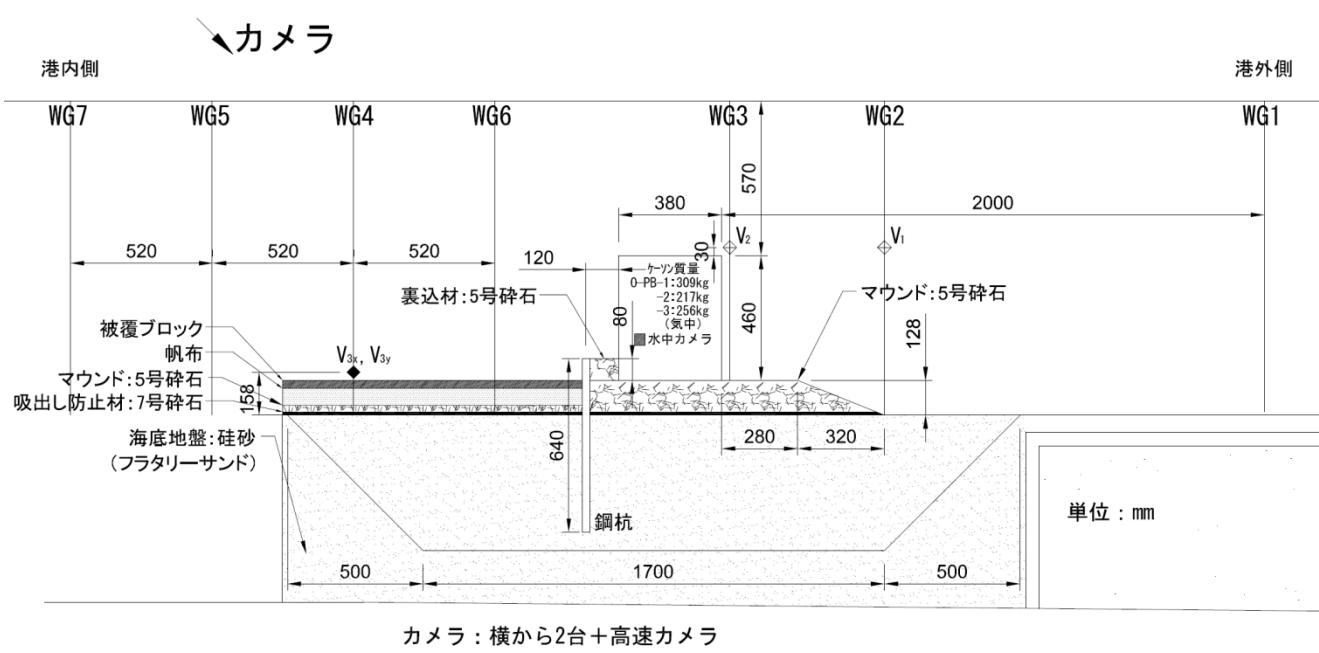 カメラ
港内側
港外側
WG7
WG5
WG4
WG6
WG3
WG2
WG1
570
380
2000
V₂
V₁
30
520
520
520
120
ケーソン質量
O-PB-1:309kg
-2:217kg
-3:256kg
(気中)
水中カメラ
裏込材:5号砕石
80
460
マウンド:5号砕石
128
被覆ブロック
帆布
マウンド:5号砕石
吸出し防止材:7号砕石
V₃ₓ, V₃y
158
海底地盤:硅砂
(フラタリーサンド)
640
280
320
鋼杭
単位:mm
500
1700
500
カメラ:横から2台+高速カメラ